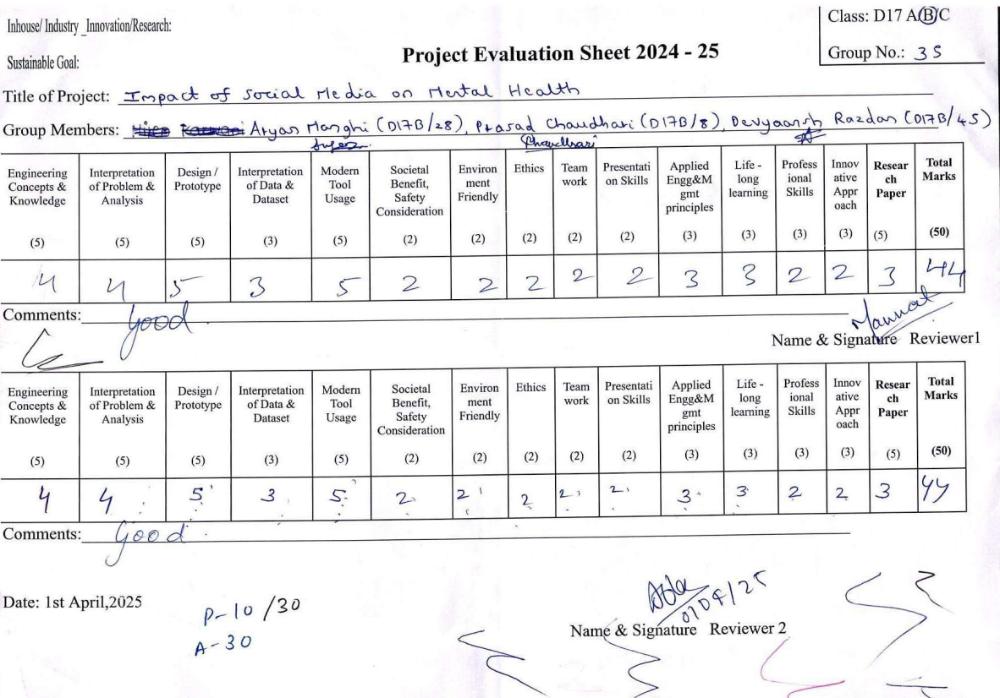 Inhouse/ Industry _Innovation/Research:
Class: D17 A/B/C
Sustainable Goal:
Project Evaluation Sheet 2024 - 25
Group No.: 35
Title of Project: Impact of Social Media on Mental Health
Group Members: Aryan Manghi (D17B/28), Prasad Chaudhari (D17B/8), Devyaansh Razdan (D17B/45)
Chaudhari
Engineering Concepts & Knowledge (5) Interpretation of Problem & Analysis (5) Design / Prototype (5) Interpretation of Data & Dataset (3) Modern Tool Usage (5) Societal Benefit, Safety Consideration (2) Environ ment Friendly (2) Ethics (2) Team work (2) Presentati on Skills (2) Applied Engg&M gmt principles (3) Life - long learning (3) Profess ional Skills (3) Innov ative Appr oach (3) Resear ch Paper (5) Total Marks (50)
4 4 5 3 5 2 2 2 2 2 3 3 2 2 3 44
Comments: Good
Mannat
Name & Signature Reviewer1
Engineering Concepts & Knowledge (5) Interpretation of Problem & Analysis (5) Design / Prototype (5) Interpretation of Data & Dataset (3) Modern Tool Usage (5) Societal Benefit, Safety Consideration (2) Environ ment Friendly (2) Ethics (2) Team work (2) Presentati on Skills (2) Applied Engg&M gmt principles (3) Life - long learning (3) Profess ional Skills (3) Innov ative Appr oach (3) Resear ch Paper (5) Total Marks (50)
4 4 5 3 5 2 2 2 2 2 3 3 2 2 3 44
Comments: Good
Date: 1st April,2025
P-10 /30
A-30
Name & Signature Reviewer 2